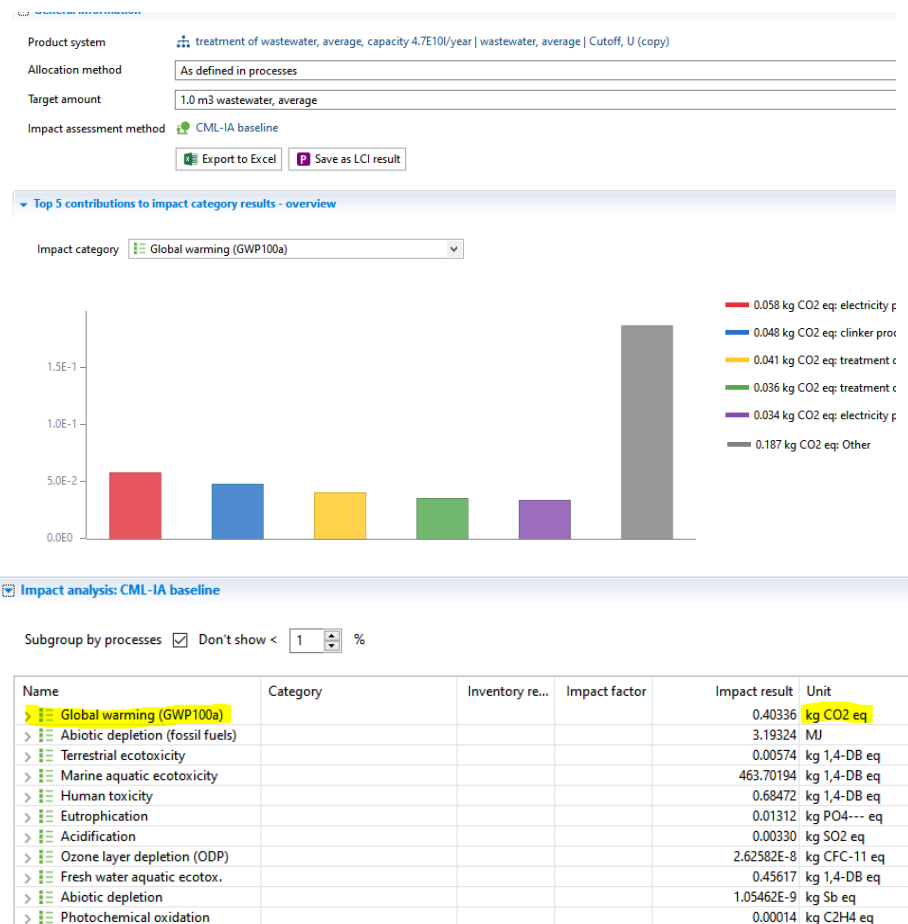 General information
Product system treatment of wastewater, average, capacity 4.7E10l/year | wastewater, average | Cutoff, U (copy)
Allocation method As defined in processes
Target amount 1.0 m3 wastewater, average
Impact assessment method CML-IA baseline
Export to Excel Save as LCI result
Top 5 contributions to impact category results - overview
Impact category Global warming (GWP100a)
0.058 kg CO2 eq: electricity p
0.048 kg CO2 eq: clinker proc
0.041 kg CO2 eq: treatment c
0.036 kg CO2 eq: treatment c
0.034 kg CO2 eq: electricity p
0.187 kg CO2 eq: Other
1.5E-1
1.0E-1
5.0E-2
0.0E0
Impact analysis: CML-IA baseline
Subgroup by processes Don't show < 1 %
Name Category Inventory re... Impact factor Impact result Unit
Global warming (GWP100a) 0.40336 kg CO2 eq
Abiotic depletion (fossil fuels) 3.19324 MJ
Terrestrial ecotoxicity 0.00574 kg 1,4-DB eq
Marine aquatic ecotoxicity 463.70194 kg 1,4-DB eq
Human toxicity 0.68472 kg 1,4-DB eq
Eutrophication 0.01312 kg PO4--- eq
Acidification 0.00330 kg SO2 eq
Ozone layer depletion (ODP) 2.62582E-8 kg CFC-11 eq
Fresh water aquatic ecotox. 0.45617 kg 1,4-DB eq
Abiotic depletion 1.05462E-9 kg Sb eq
Photochemical oxidation 0.00014 kg C2H4 eq